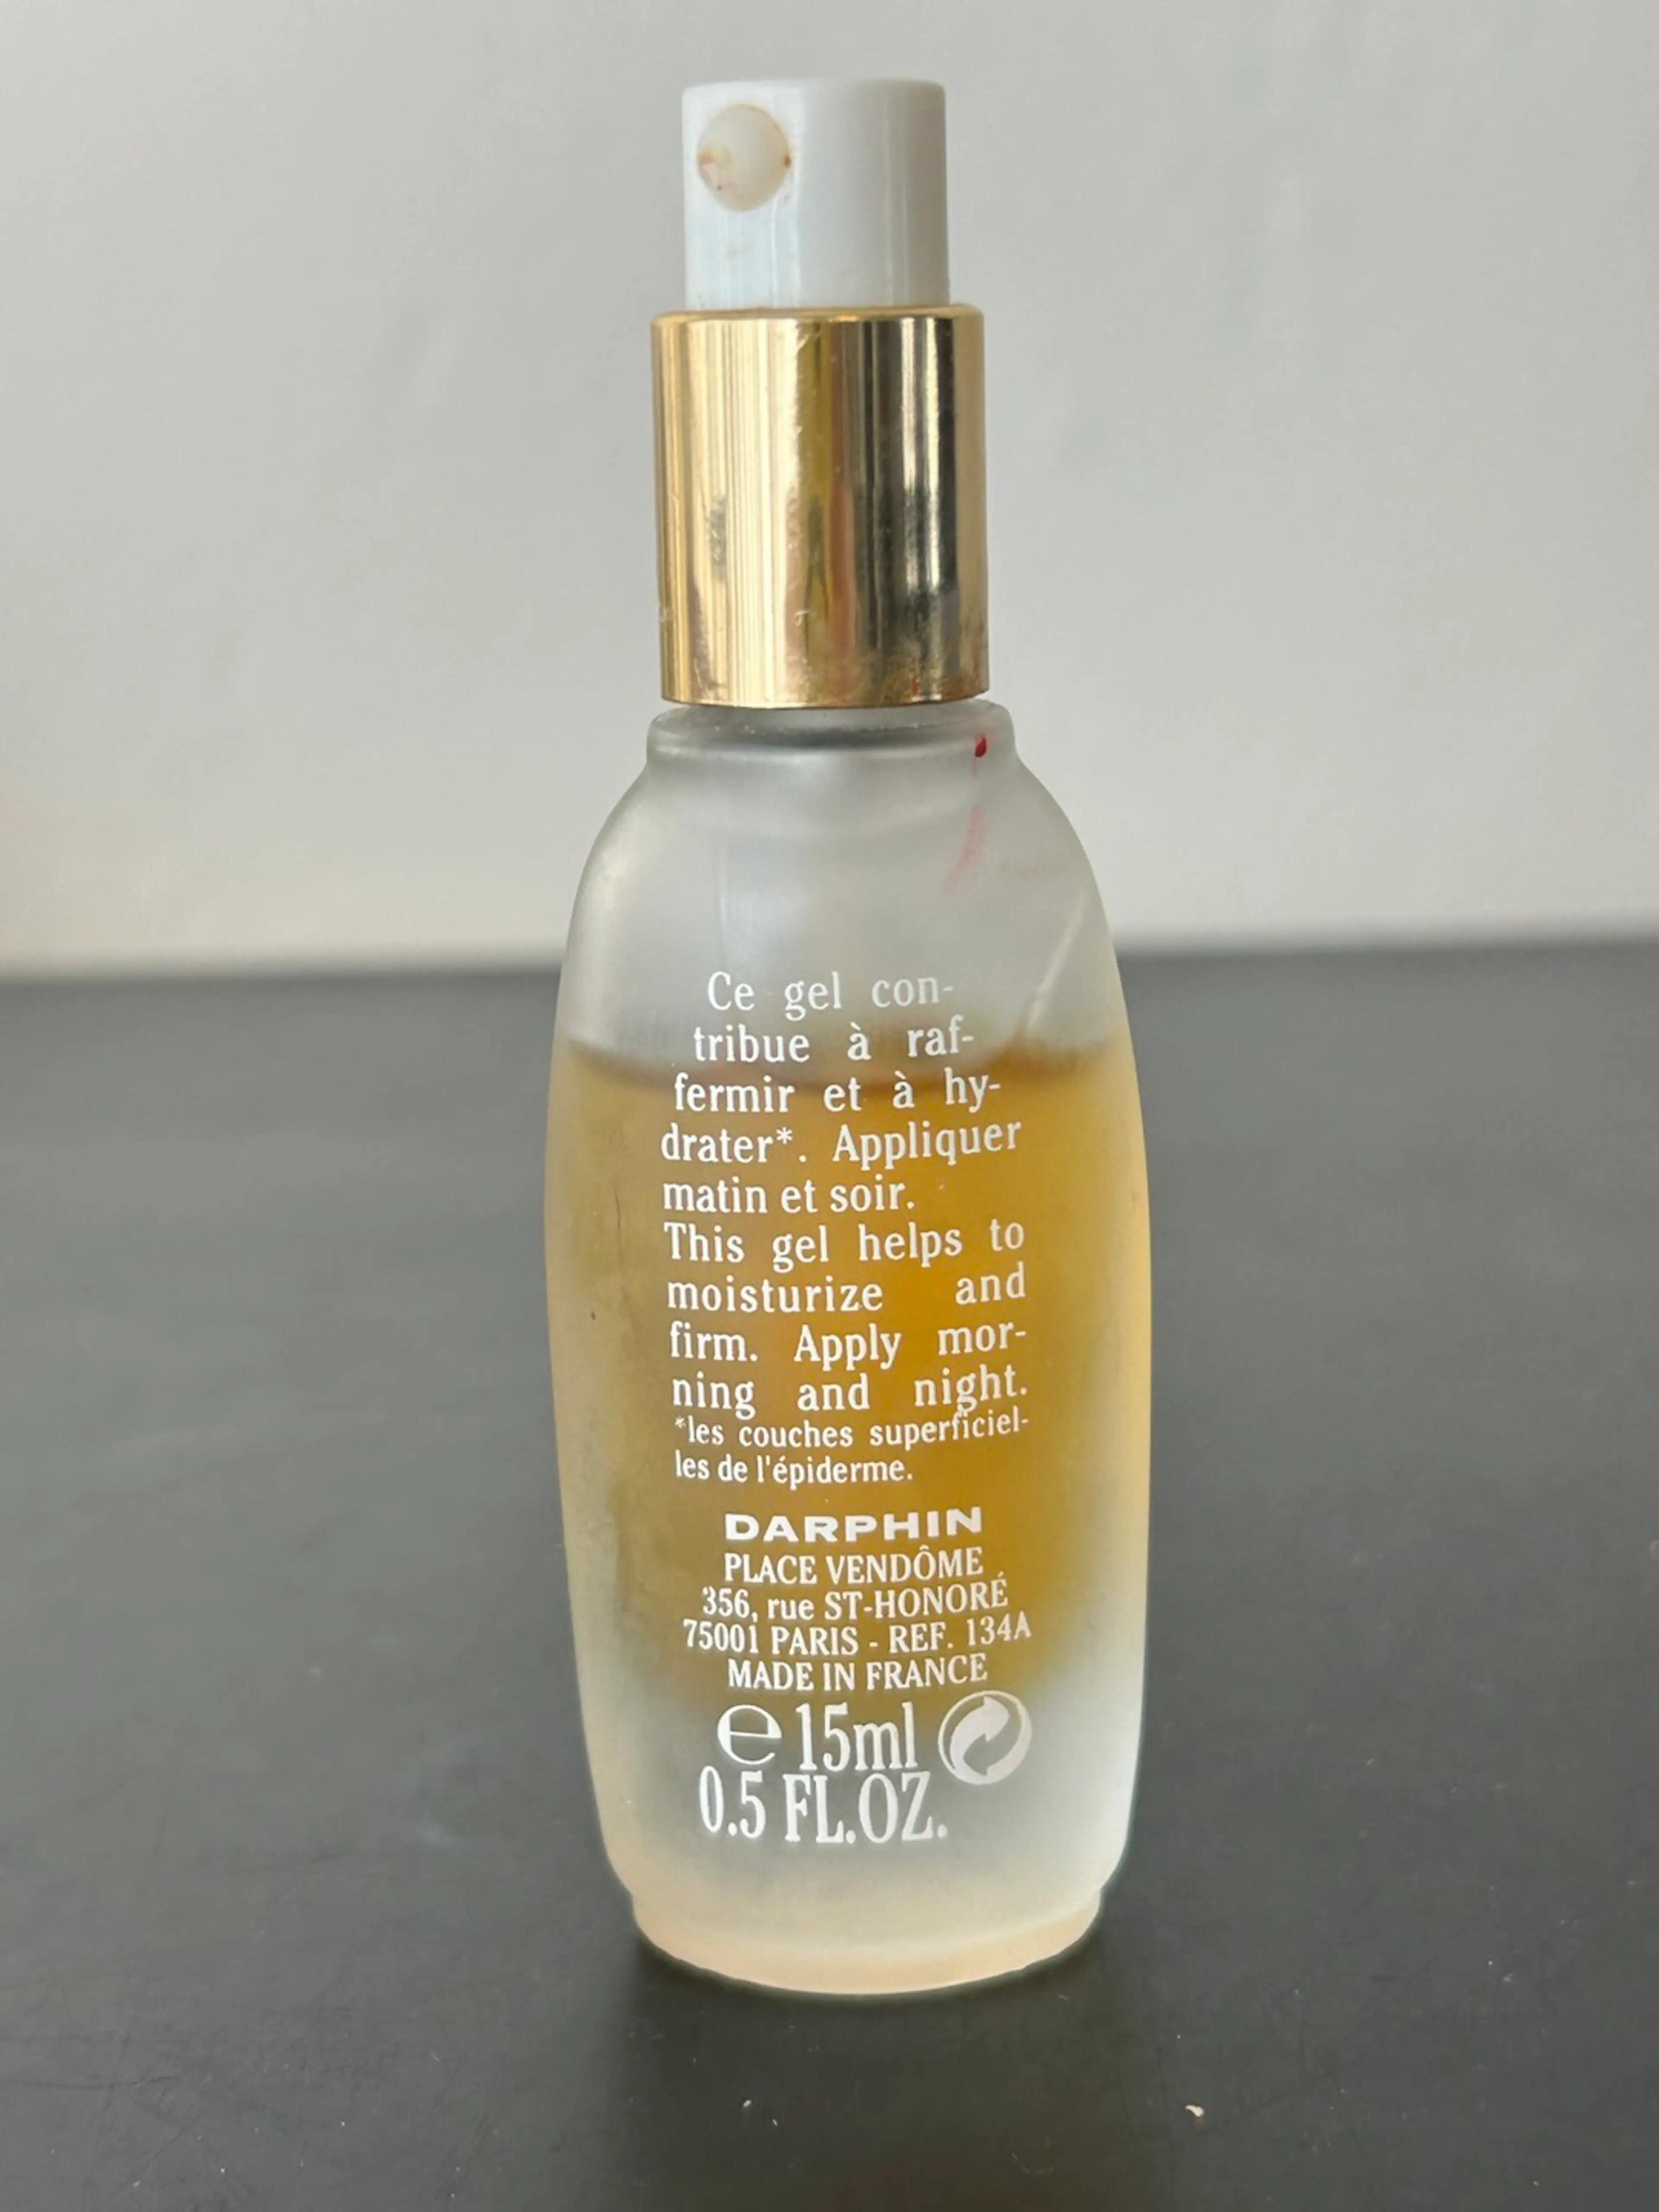 Ce gel con-
tribue à raf-
fermir et à hy-
drater*. Appliquer
matin et soir.
This gel helps to
moisturize and
firm. Apply mor-
ning and night.
*les couches superficiel-
les de l'épiderme.
DARPHIN
PLACE VENDÔME
356, rue ST-HONORÉ
75001 PARIS - REF. 134A
MADE IN FRANCE
℮ 15ml
0.5 FL.OZ.